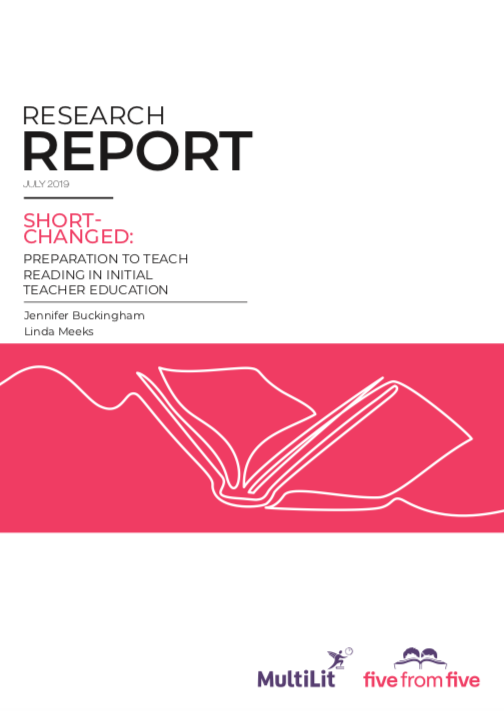 RESEARCH
REPORT
JULY 2019
SHORT-
CHANGED:
PREPARATION TO TEACH
READING IN INITIAL
TEACHER EDUCATION
Jennifer Buckingham
Linda Meeks
MultiLit
five from five